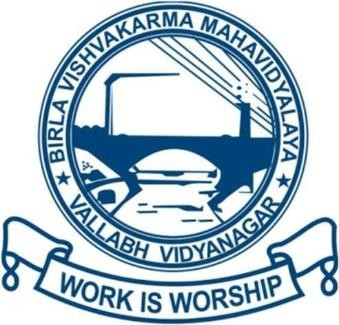 BIRLA VISHVAKARMA MAHAVIDYALAYA
VALLABH VIDYANAGAR
WORK IS WORSHIP